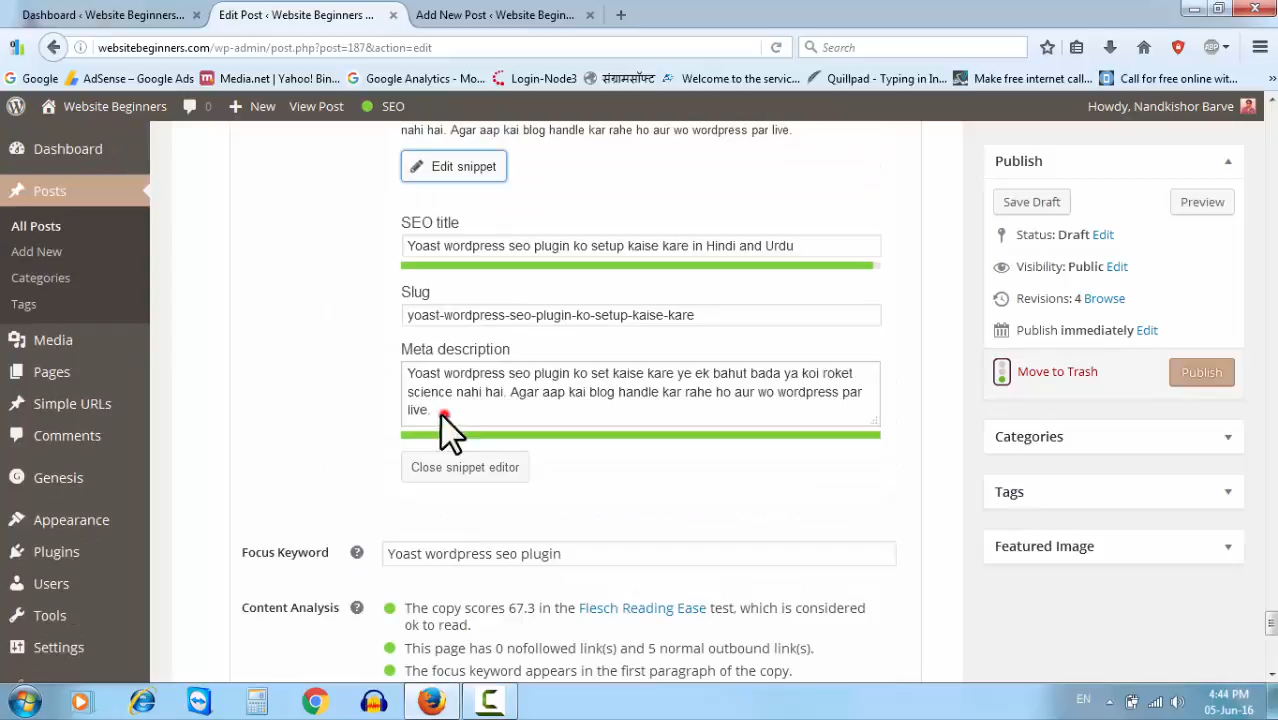 Dashboard ‹ Website Beginners...
Edit Post ‹ Website Beginners ...
Add New Post ‹ Website Begin...
websitebeginners.com/wp-admin/post.php?post=187&action=edit
Search
ABP
Google
AdSense – Google Ads
Media.net | Yahoo! Bin...
Google Analytics - Mo...
Login-Node3
संग्रामसॉफ्ट
Welcome to the servic...
Quillpad - Typing in In...
Make free internet call...
Call for free online wit...
Website Beginners
0
New
View Post
SEO
Howdy, Nandkishor Barve
Dashboard
Posts
All Posts
Add New
Categories
Tags
Media
Pages
Simple URLs
Comments
Genesis
Appearance
Plugins
Users
Tools
Settings
nahi hai. Agar aap kai blog handle kar rahe ho aur wo wordpress par live.
Edit snippet
SEO title
Yoast wordpress seo plugin ko setup kaise kare in Hindi and Urdu
Slug
yoast-wordpress-seo-plugin-ko-setup-kaise-kare
Meta description
Yoast wordpress seo plugin ko set kaise kare ye ek bahut bada ya koi roket
science nahi hai. Agar aap kai blog handle kar rahe ho aur wo wordpress par
live.
Close snippet editor
Focus Keyword
Yoast wordpress seo plugin
Content Analysis
The copy scores 67.3 in the Flesch Reading Ease test, which is considered
ok to read.
This page has 0 nofollowed link(s) and 5 normal outbound link(s).
The focus keyword appears in the first paragraph of the copy.
Publish
Save Draft
Preview
Status: Draft Edit
Visibility: Public Edit
Revisions: 4 Browse
Publish immediately Edit
Move to Trash
Publish
Categories
Tags
Featured Image
EN
4:44 PM
05-Jun-16